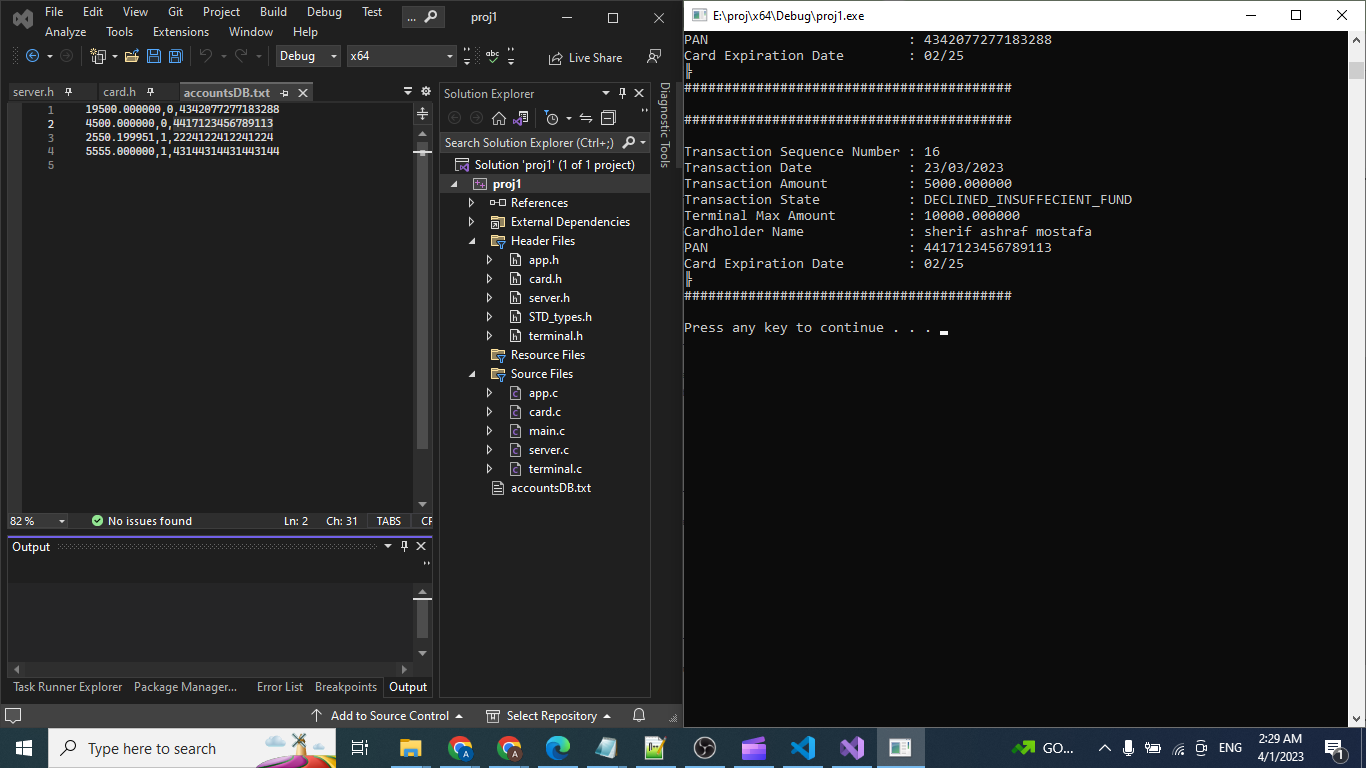 File Edit View Git Project Build Debug Test ... proj1
Analyze Tools Extensions Window Help
Debug x64 Live Share
server.h card.h accountsDB.txt
1 19500.000000,0,4342077277183288
2 4500.000000,0,4417123456789113
3 2550.199951,1,2224122412241224
4 5555.000000,1,43144314431443144
5
82 % No issues found Ln: 2 Ch: 31 TABS
Output
Task Runner Explorer Package Manager... Error List Breakpoints Output
Solution Explorer
Search Solution Explorer (Ctrl+;)
Solution 'proj1' (1 of 1 project)
proj1
References
External Dependencies
Header Files
app.h
card.h
server.h
STD_types.h
terminal.h
Resource Files
Source Files
app.c
card.c
main.c
server.c
terminal.c
accountsDB.txt
Diagnostic Tools
Add to Source Control Select Repository
E:\proj\x64\Debug\proj1.exe
PAN : 4342077277183288
Card Expiration Date : 02/25
╠
#########################################
#########################################
Transaction Sequence Number : 16
Transaction Date : 23/03/2023
Transaction Amount : 5000.000000
Transaction State : DECLINED_INSUFFECIENT_FUND
Terminal Max Amount : 10000.000000
Cardholder Name : sherif ashraf mostafa
PAN : 4417123456789113
Card Expiration Date : 02/25
╠
#########################################
Press any key to continue . . .
Type here to search
GO... ENG 2:29 AM
4/1/2023
1